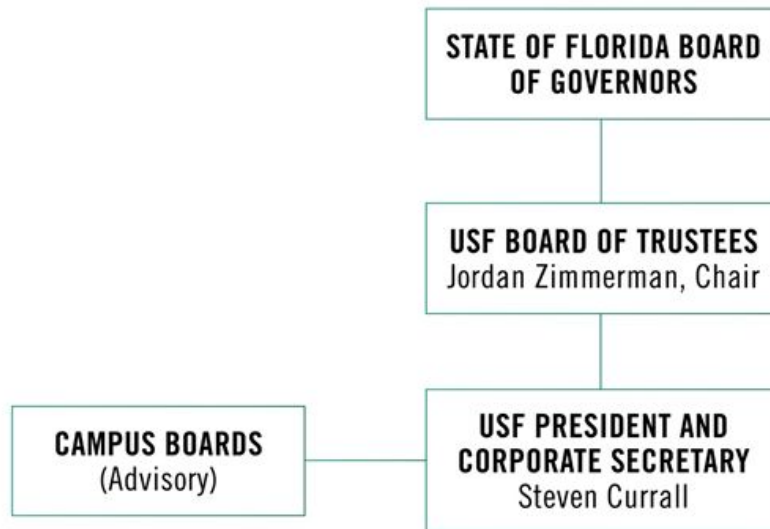 STATE OF FLORIDA BOARD
OF GOVERNORS
USF BOARD OF TRUSTEES
Jordan Zimmerman, Chair
CAMPUS BOARDS
(Advisory)
USF PRESIDENT AND
CORPORATE SECRETARY
Steven Currall